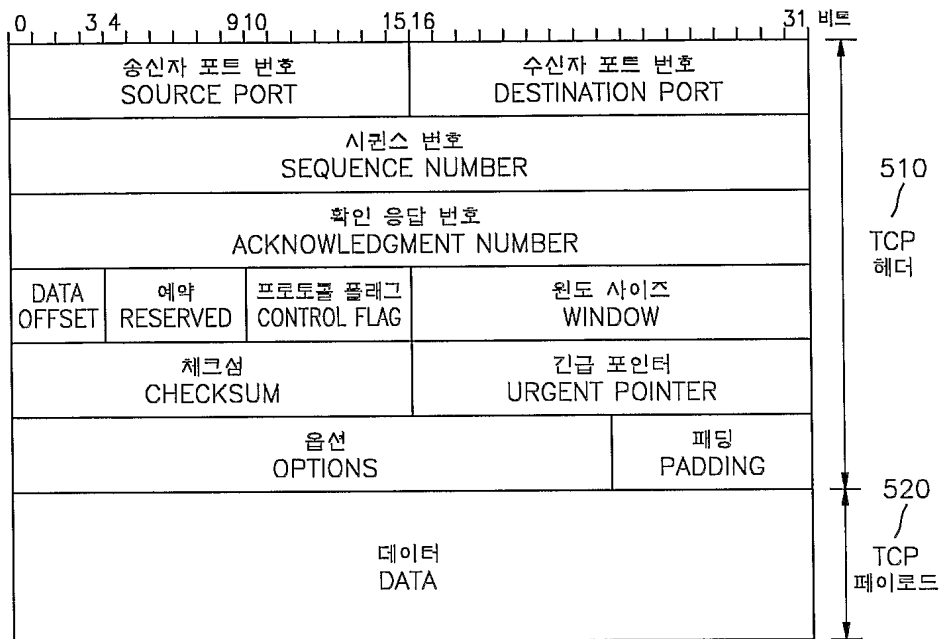 0 3 4 9 10 15 16 31 비트
송신자 포트 번호
SOURCE PORT
수신자 포트 번호
DESTINATION PORT
시퀀스 번호
SEQUENCE NUMBER
확인 응답 번호
ACKNOWLEDGMENT NUMBER
DATA
OFFSET
예약
RESERVED
프로토콜 플래그
CONTROL FLAG
윈도 사이즈
WINDOW
체크섬
CHECKSUM
긴급 포인터
URGENT POINTER
옵션
OPTIONS
패딩
PADDING
데이터
DATA
510
TCP
헤더
520
TCP
페이로드